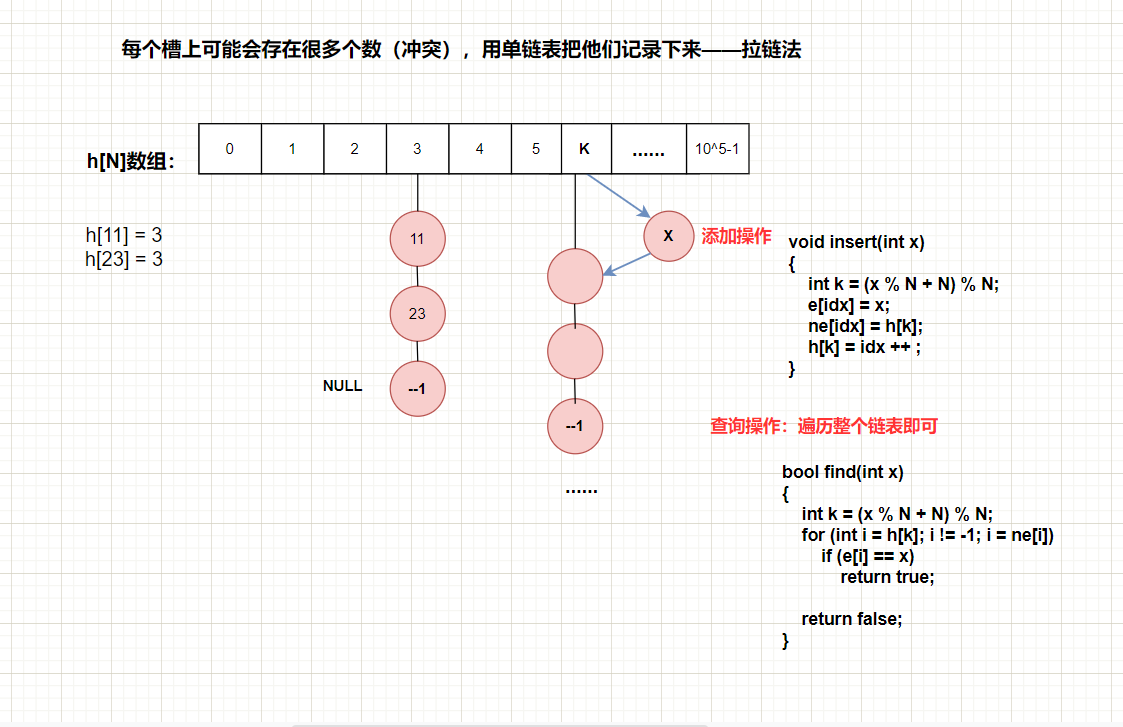 每个槽上可能会存在很多个数（冲突），用单链表把他们记录下来——拉链法
h[N]数组：
0 1 2 3 4 5 K ...... 10^5-1
h[11] = 3
h[23] = 3
11
23
NULL
--1
X
添加操作
--1
......
void insert(int x)
{
int k = (x % N + N) % N;
e[idx] = x;
ne[idx] = h[k];
h[k] = idx ++ ;
}
查询操作：遍历整个链表即可
bool find(int x)
{
int k = (x % N + N) % N;
for (int i = h[k]; i != -1; i = ne[i])
if (e[i] == x)
return true;
return false;
}